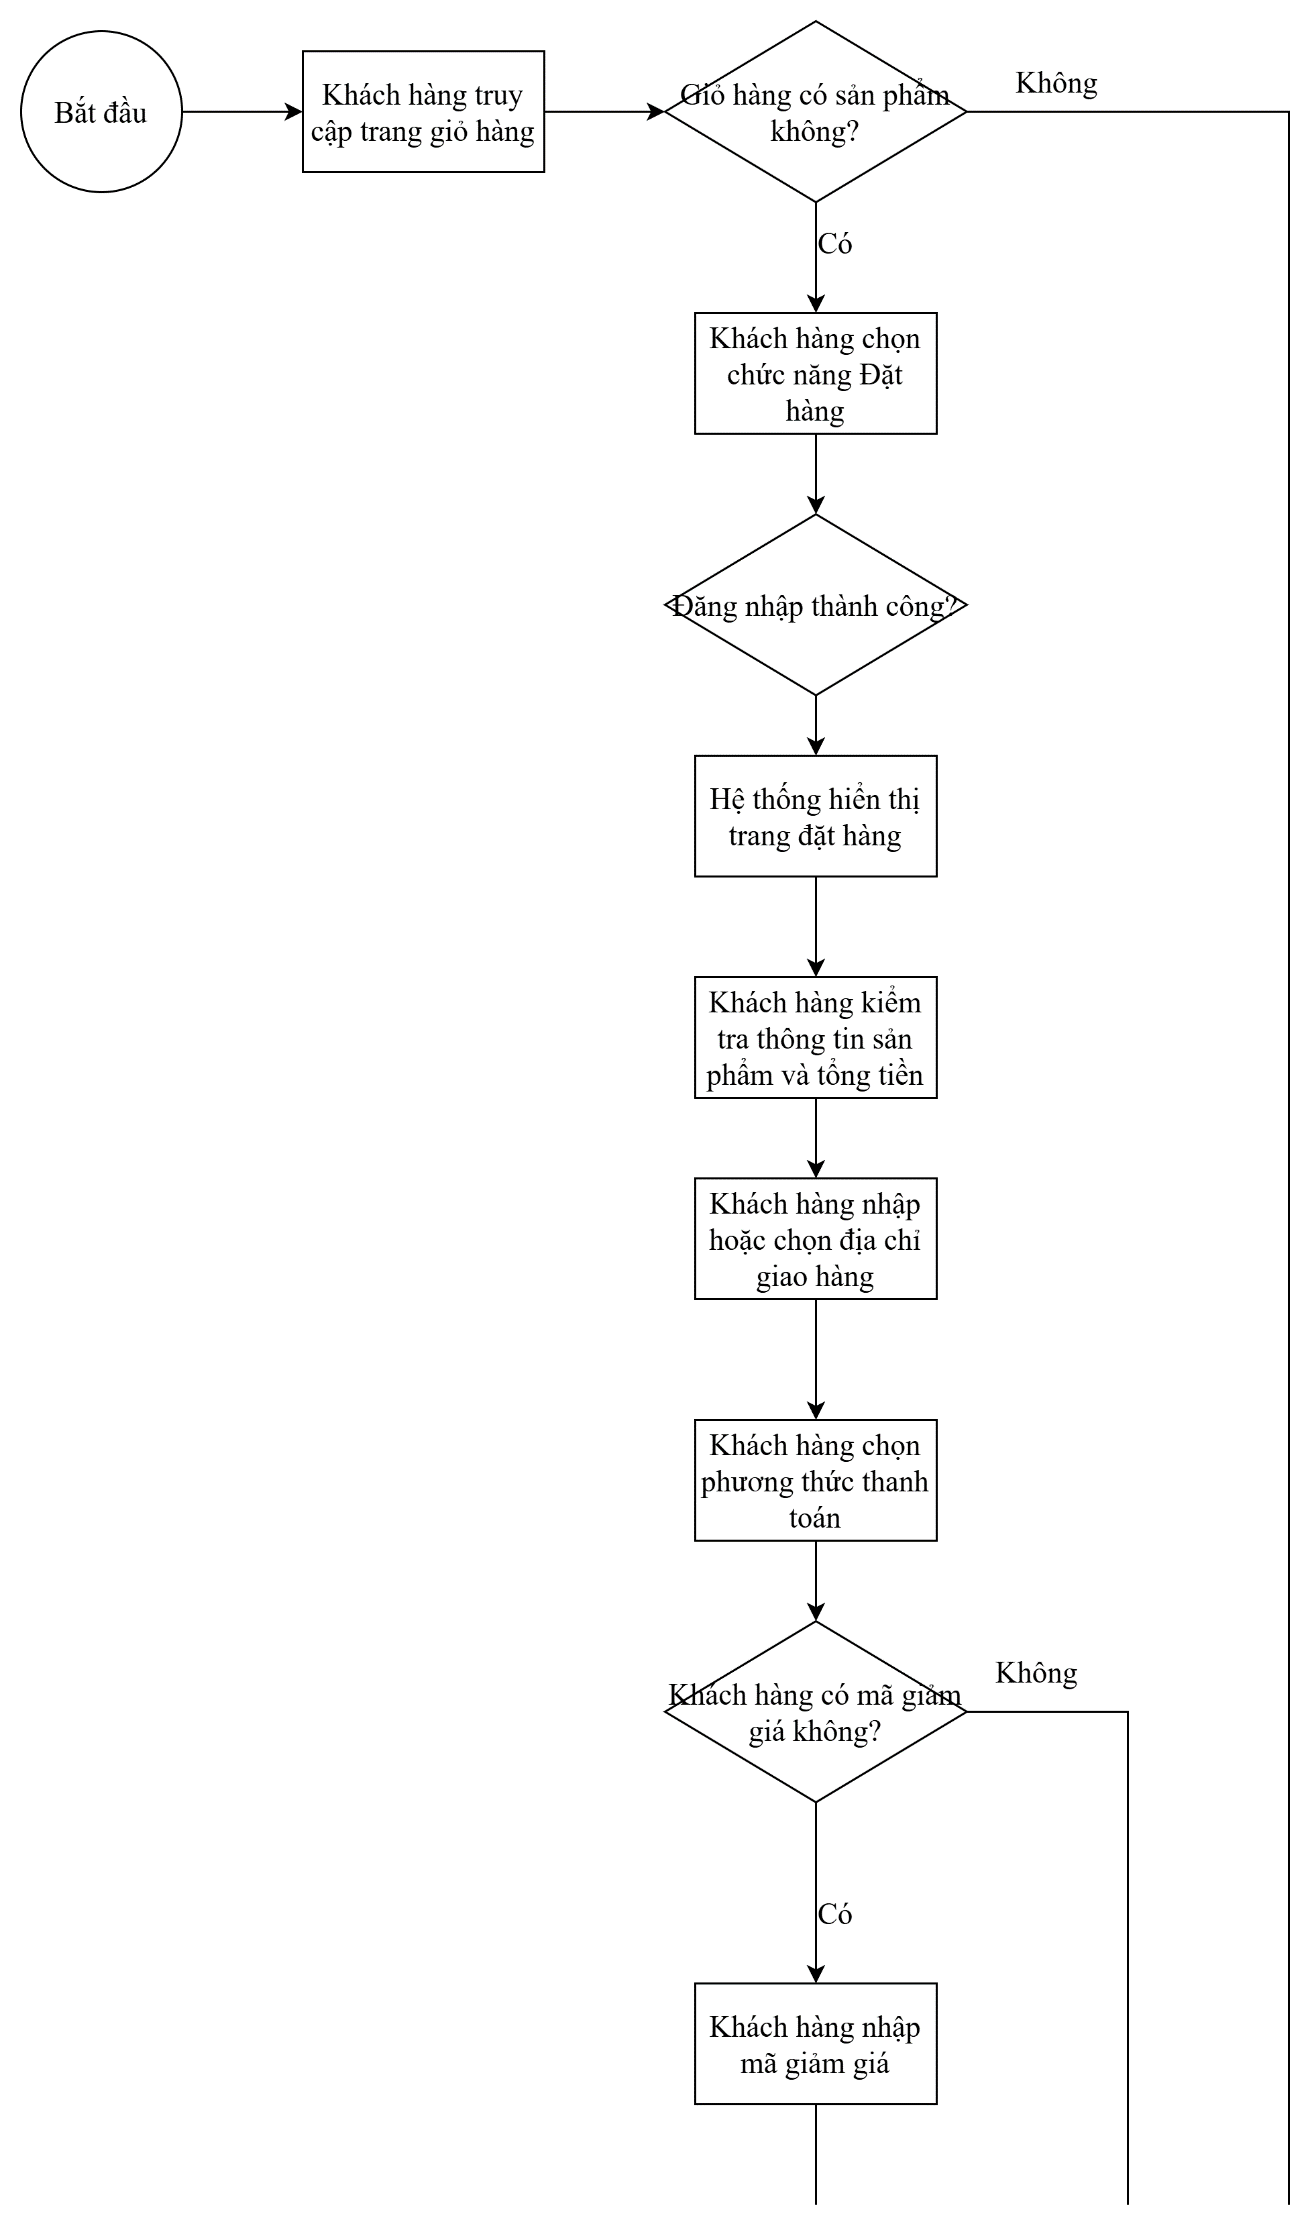 Bắt đầu
Khách hàng truy
cập trang giỏ hàng
Giỏ hàng có sản phẩm
không?
Không
Có
Khách hàng chọn
chức năng Đặt
hàng
Đăng nhập thành công?
Hệ thống hiển thị
trang đặt hàng
Khách hàng kiểm
tra thông tin sản
phẩm và tổng tiền
Khách hàng nhập
hoặc chọn địa chỉ
giao hàng
Khách hàng chọn
phương thức thanh
toán
Khách hàng có mã giảm
giá không?
Không
Có
Khách hàng nhập
mã giảm giá